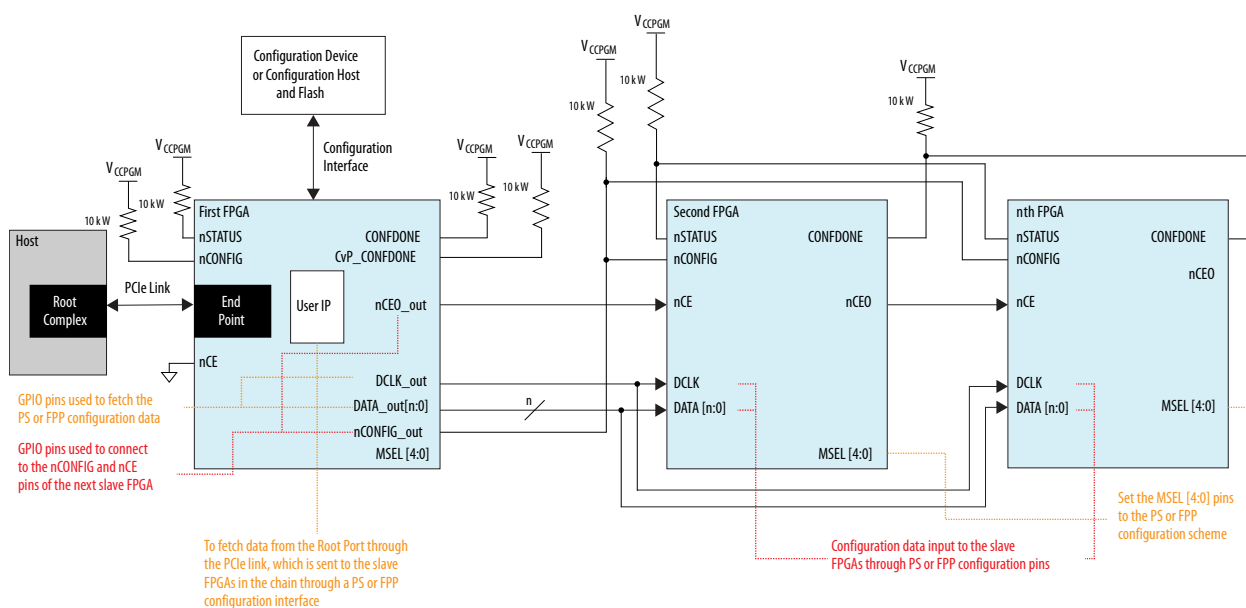 Configuration Device
or Configuration Host
and Flash
Configuration
Interface
VCCPGM
10 kW
VCCPGM
10 kW
VCCPGM
10 kW
VCCPGM
10 kW
VCCPGM
10 kW
VCCPGM
10 kW
VCCPGM
10 kW
Host
Root
Complex
PCIe Link
First FPGA
nSTATUS
nCONFIG
CONFDONE
CvP_CONFDONE
End
Point
User IP
nCEO_out
nCE
DCLK_out
DATA_out[n:0]
nCONFIG_out
MSEL [4:0]
n
Second FPGA
nSTATUS
nCONFIG
CONFDONE
nCE
nCEO
DCLK
DATA [n:0]
MSEL [4:0]
nth FPGA
nSTATUS
nCONFIG
CONFDONE
nCEO
nCE
DCLK
DATA [n:0]
MSEL [4:0]
GPIO pins used to fetch the
PS or FPP configuration data
GPIO pins used to connect
to the nCONFIG and nCE
pins of the next slave FPGA
To fetch data from the Root Port through
the PCIe link, which is sent to the slave
FPGAs in the chain through a PS or FPP
configuration interface
Configuration data input to the slave
FPGAs through PS or FPP configuration pins
Set the MSEL [4:0] pins
to the PS or FPP
configuration scheme